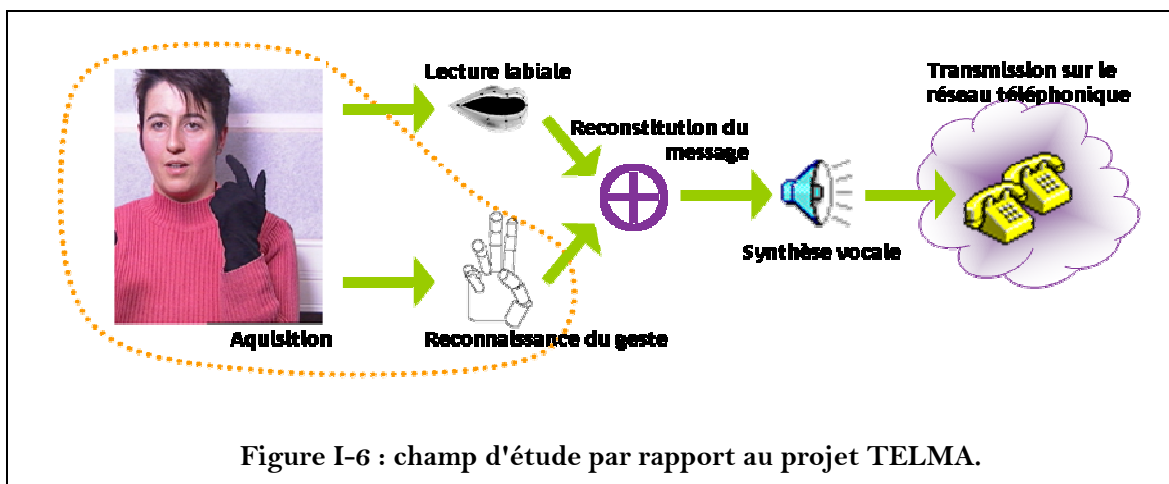 Lecture labiale
Transmission sur le
réseau téléphonique
Reconstitution du
message
Synthèse vocale
Aquisition
Reconnaissance du geste
Figure I-6 : champ d'étude par rapport au projet TELMA.